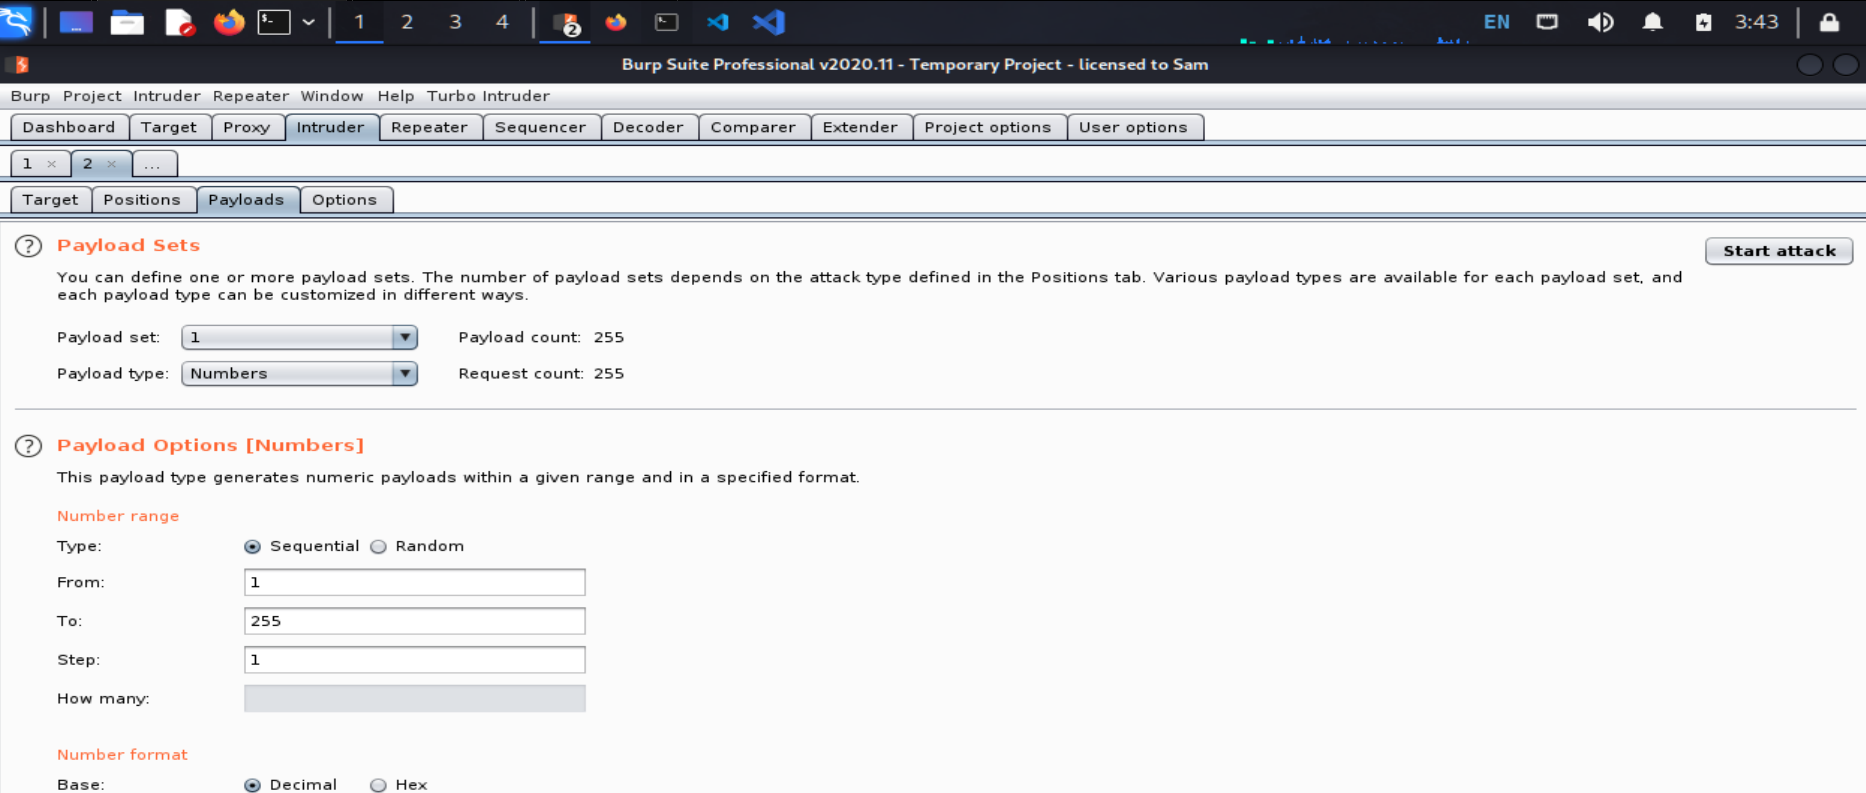 1 2 3 4 2 EN 3:43
Burp Suite Professional v2020.11 - Temporary Project - licensed to Sam
Burp Project Intruder Repeater Window Help Turbo Intruder
Dashboard Target Proxy Intruder Repeater Sequencer Decoder Comparer Extender Project options User options
1 × 2 × ...
Target Positions Payloads Options
? Payload Sets
Start attack
You can define one or more payload sets. The number of payload sets depends on the attack type defined in the Positions tab. Various payload types are available for each payload set, and
each payload type can be customized in different ways.
Payload set: 1 Payload count: 255
Payload type: Numbers Request count: 255
? Payload Options [Numbers]
This payload type generates numeric payloads within a given range and in a specified format.
Number range
Type: Sequential Random
From: 1
To: 255
Step: 1
How many:
Number format
Base: Decimal Hex